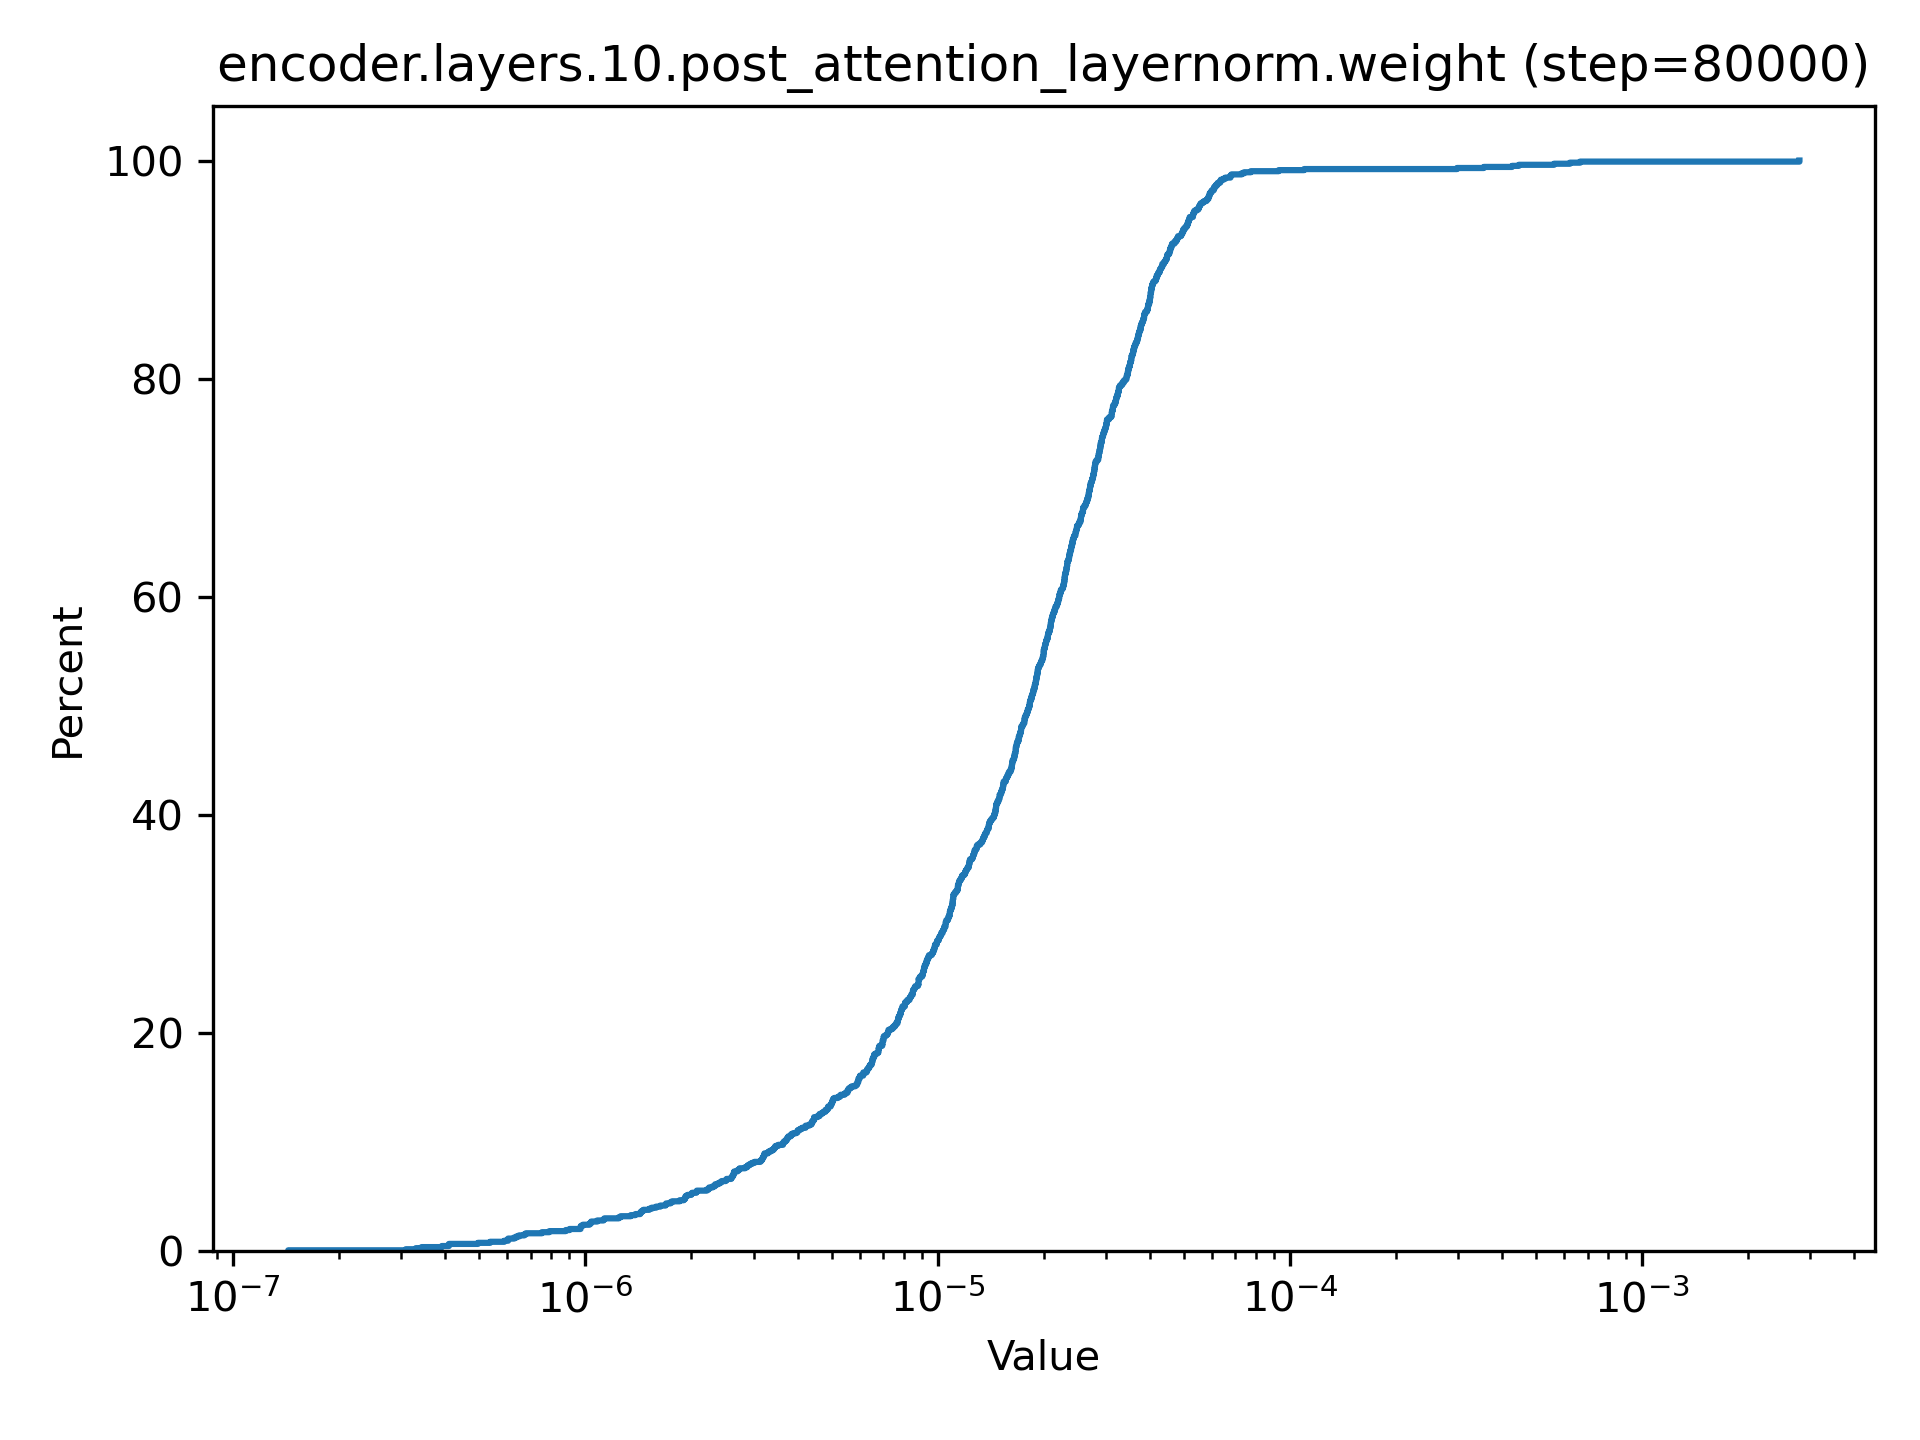 encoder.layers.10.post_attention_layernorm.weight (step=80000)
100
80
60
40
20
0
Percent
10⁻⁷ 10⁻⁶ 10⁻⁵ 10⁻⁴ 10⁻³
Value